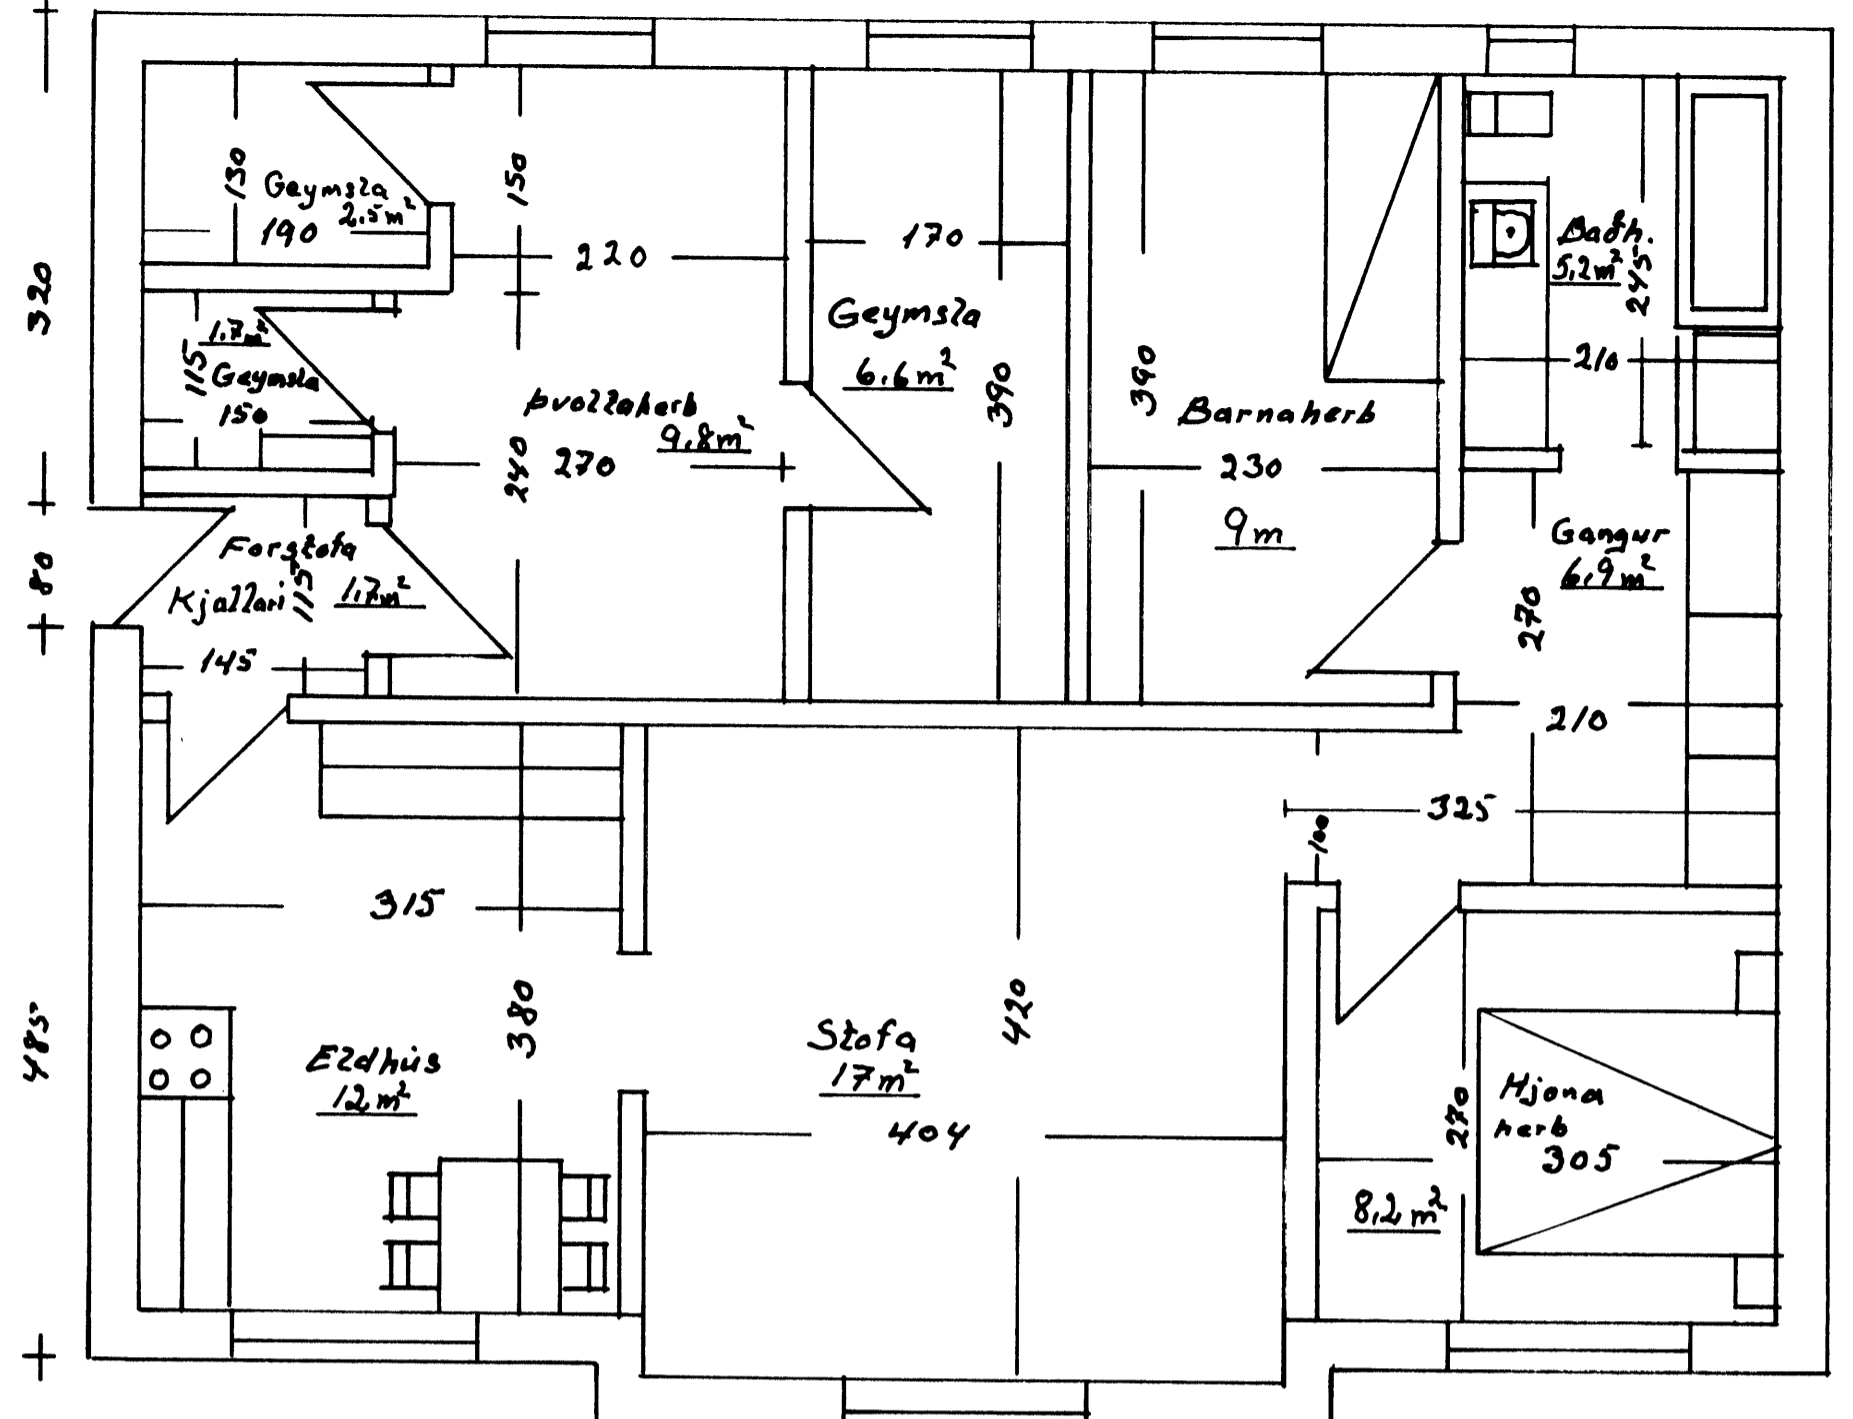 130
Geymsla
2.5m²
190
150
220
170
320
Geymsla
6.6m²
390
390
Baðh.
5,2m²
245
210
1.7m²
115
Geymsla
150
þvottaherb
9.8m²
270
240
Barnaherb
230
9m
80
Forstofa
Kjallari
115
1.7m²
145
Gangur
6.9m²
270
210
325
100
315
485
380
Eldhús
12m²
Stofa
17m²
420
404
Hjona
herb
270
305
8,2m²